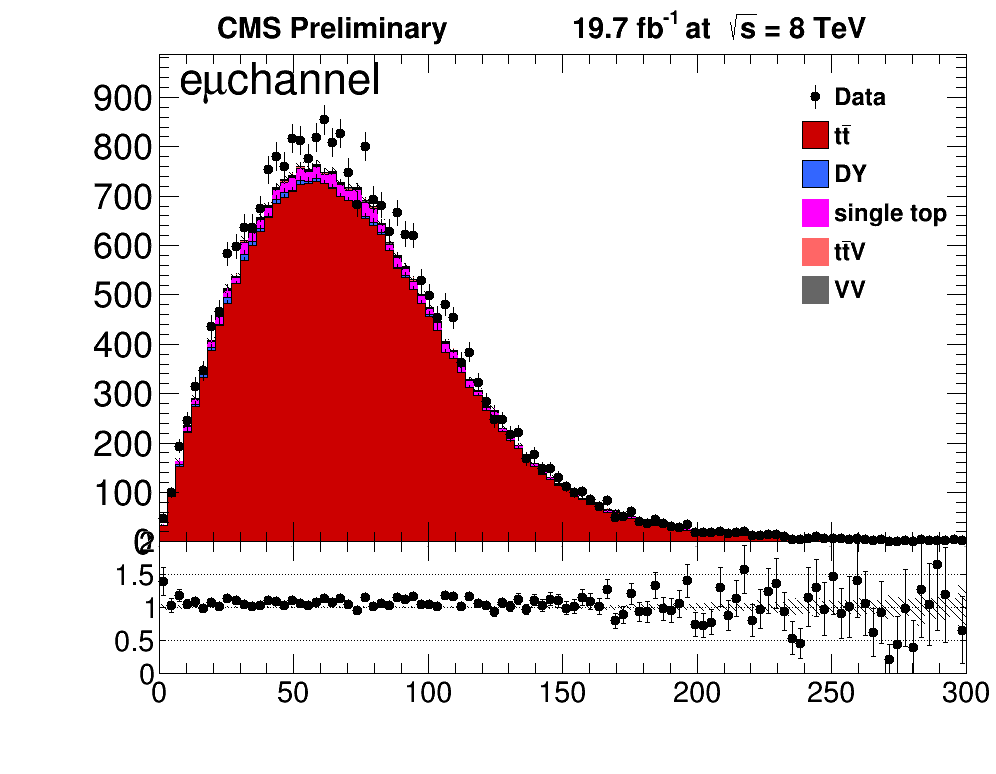 CMS Preliminary 19.7 fb⁻¹ at √s = 8 TeV
eμchannel
Data
tt̄
DY
single top
tt̄V
VV
900
800
700
600
500
400
300
200
100
0
2
1.5
1
0.5
0
0 50 100 150 200 250 300